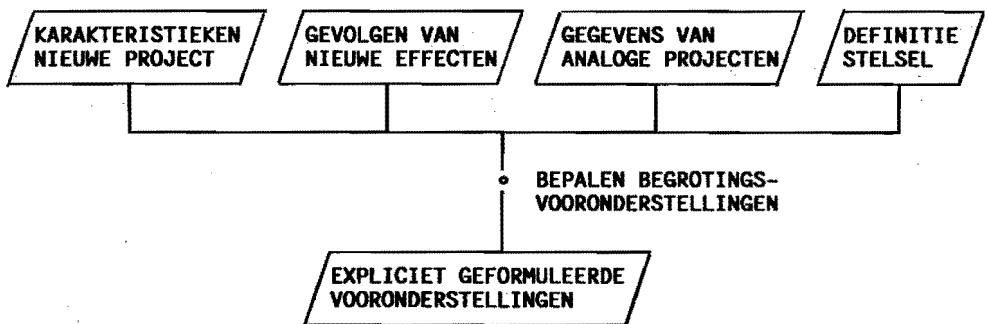 KARAKTERISTIEKEN
NIEUWE PROJECT
GEVOLGEN VAN
NIEUWE EFFECTEN
GEGEVENS VAN
ANALOGE PROJECTEN
DEFINITIE
STELSEL
BEPALEN BEGROTINGS-
VOORONDERSTELLINGEN
EXPLICIET GEFORMULEERDE
VOORONDERSTELLINGEN